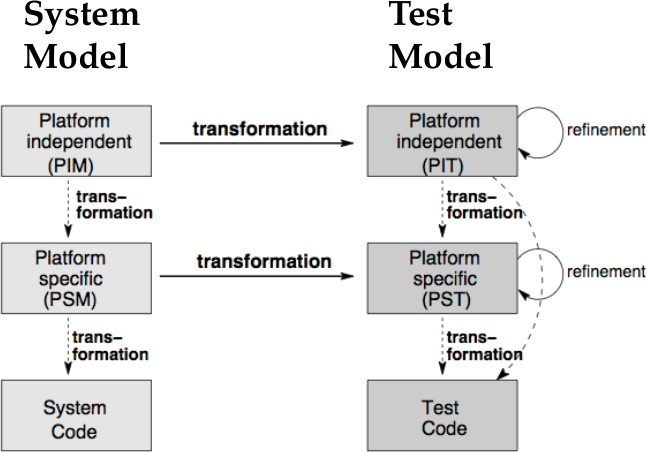 System
Model
Test
Model
Platform
independent
(PIM)
transformation
Platform
independent
(PIT)
refinement
trans–
formation
trans–
formation
Platform
specific
(PSM)
transformation
Platform
specific
(PST)
refinement
trans–
formation
trans–
formation
System
Code
Test
Code